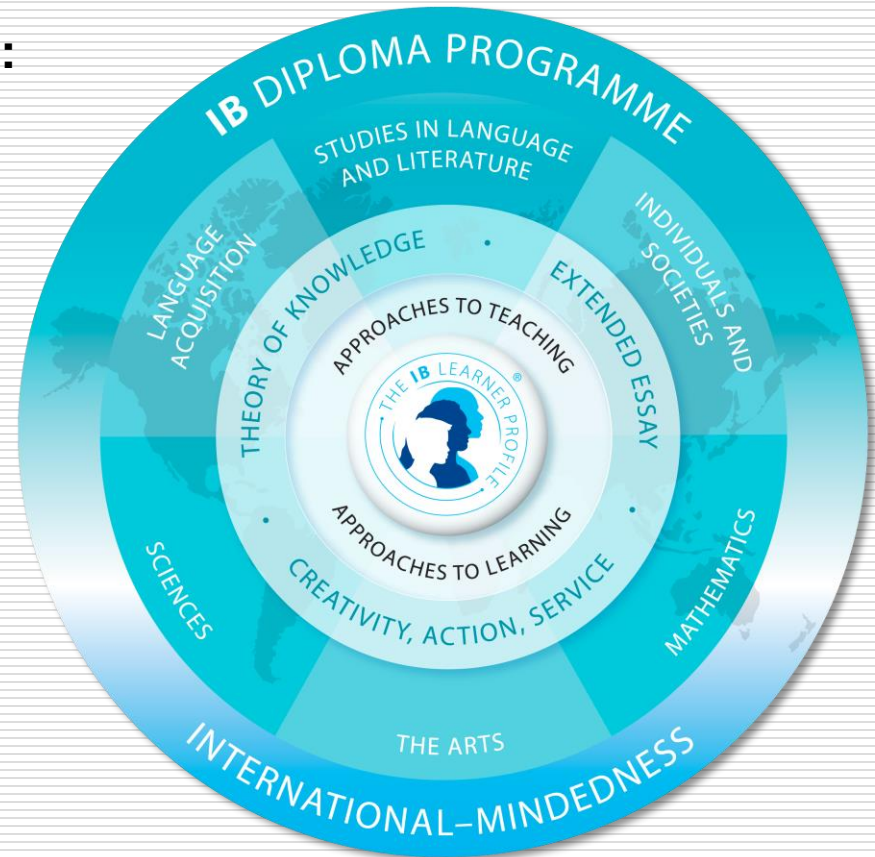 :
IB DIPLOMA PROGRAMME
STUDIES IN LANGUAGE
AND LITERATURE
LANGUAGE
ACQUISITION
INDIVIDUALS AND
SOCIETIES
THEORY OF KNOWLEDGE ·
EXTENDED ESSAY ·
APPROACHES TO TEACHING
• THE IB LEARNER PROFILE • ®
APPROACHES TO LEARNING
CREATIVITY, ACTION, SERVICE ·
SCIENCES
MATHEMATICS
THE ARTS
INTERNATIONAL–MINDEDNESS